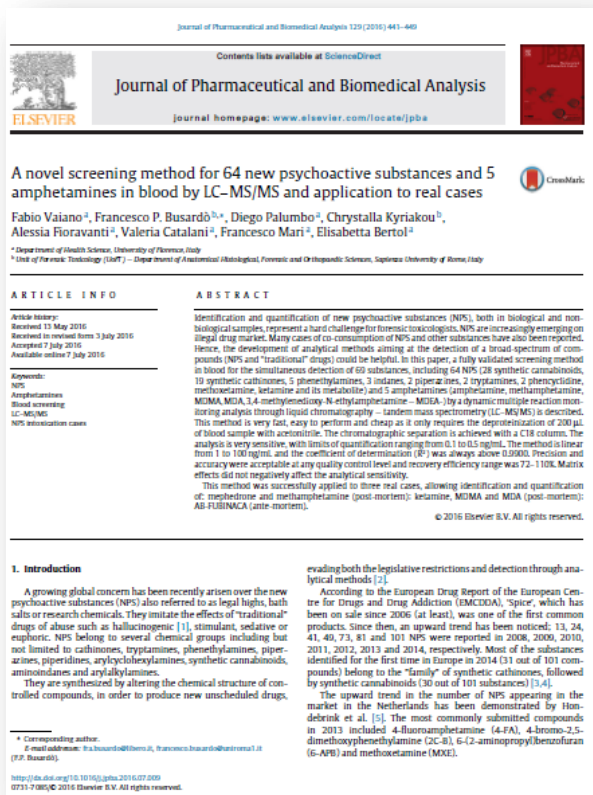 Journal of Pharmaceutical and Biomedical Analysis 129 (2016) 441–449
Contents lists available at ScienceDirect
Journal of Pharmaceutical and Biomedical Analysis
journal homepage: www.elsevier.com/locate/jpba
ELSEVIER
A novel screening method for 64 new psychoactive substances and 5
amphetamines in blood by LC–MS/MS and application to real cases
CrossMark
Fabio Vaiano a, Francesco P. Busardò b,*, Diego Palumbo a, Chrystalla Kyriakou b,
Alessia Fioravanti a, Valeria Catalani a, Francesco Mari a, Elisabetta Bertol a
a Department of Health Science, University of Florence, Italy
b Unit of Forensic Toxicology (UoFT) – Department of Anatomical Histological, Forensic and Orthopaedic Sciences, Sapienza University of Rome, Italy
ARTICLE INFO
Article history:
Received 13 May 2016
Received in revised form 3 July 2016
Accepted 7 July 2016
Available online 7 July 2016
Keywords:
NPS
Amphetamines
Blood screening
LC-MS/MS
NPS intoxication cases
ABSTRACT
Identification and quantification of new psychoactive substances (NPS), both in biological and non-
biological samples, represent a hard challenge for forensic toxicologists. NPS are increasingly emerging on
illegal drug market. Many cases of co-consumption of NPS and other substances have also been reported.
Hence, the development of analytical methods aiming at the detection of a broad-spectrum of com-
pounds (NPS and "traditional" drugs) could be helpful. In this paper, a fully validated screening method
in blood for the simultaneous detection of 69 substances, including 64 NPS (28 synthetic cannabinoids,
19 synthetic cathinones, 5 phenethylamines, 3 indanes, 2 piperazines, 2 tryptamines, 2 phencyclidine,
methoxetamine, ketamine and its metabolite) and 5 amphetamines (amphetamine, methamphetamine,
MDMA, MDA, 3,4-methylenedioxy-N-ethylamphetamine – MDEA-) by a dynamic multiple reaction mon-
itoring analysis through liquid chromatography – tandem mass spectrometry (LC–MS/MS) is described.
This method is very fast, easy to perform and cheap as it only requires the deproteinization of 200 μL
of blood sample with acetonitrile. The chromatographic separation is achieved with a C18 column. The
analysis is very sensitive, with limits of quantification ranging from 0.1 to 0.5 ng/mL. The method is linear
from 1 to 100 ng/mL and the coefficient of determination (R²) was always above 0.9900. Precision and
accuracy were acceptable at any quality control level and recovery efficiency range was 72–110%. Matrix
effects did not negatively affect the analytical sensitivity.
This method was successfully applied to three real cases, allowing identification and quantification
of: mephedrone and methamphetamine (post-mortem); ketamine, MDMA and MDA (post-mortem);
AB-FUBINACA (ante-mortem).
© 2016 Elsevier B.V. All rights reserved.
1. Introduction
A growing global concern has been recently arisen over the new
psychoactive substances (NPS) also referred to as legal highs, bath
salts or research chemicals. They imitate the effects of "traditional"
drugs of abuse such as hallucinogenic [1], stimulant, sedative or
euphoric. NPS belong to several chemical groups including but
not limited to cathinones, tryptamines, phenethylamines, piper-
azines, piperidines, arylcyclohexylamines, synthetic cannabinoids,
aminoindanes and arylalkylamines.
They are synthesized by altering the chemical structure of con-
trolled compounds, in order to produce new unscheduled drugs,
evading both the legislative restrictions and detection through ana-
lytical methods [2].
According to the European Drug Report of the European Cen-
tre for Drugs and Drug Addiction (EMCDDA), 'Spice', which has
been on sale since 2006 (at least), was one of the first common
products. Since then, an upward trend has been noticed; 13, 24,
41, 49, 73, 81 and 101 NPS were reported in 2008, 2009, 2010,
2011, 2012, 2013 and 2014, respectively. Most of the substances
identified for the first time in Europe in 2014 (31 out of 101 com-
pounds) belong to the "family" of synthetic cathinones, followed
by synthetic cannabinoids (30 out of 101 substances) [3,4].
The upward trend in the number of NPS appearing in the
market in the Netherlands has been demonstrated by Hon-
debrink et al. [5]. The most commonly submitted compounds
in 2013 included 4-fluoroamphetamine (4-FA), 4-bromo-2,5-
dimethoxyphenethylamine (2C-B), 6-(2-aminopropyl)benzofuran
(6-APB) and methoxetamine (MXE).
* Corresponding author.
E-mail addresses: fra.busardo@libero.it, francesco.busardo@uniroma1.it
(F.P. Busardò).
http://dx.doi.org/10.1016/j.jpba.2016.07.009
0731-7085/© 2016 Elsevier B.V. All rights reserved.